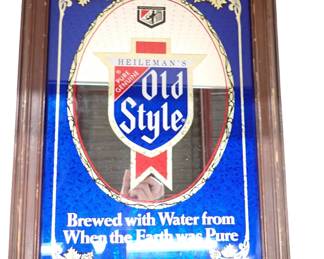 HEILEMAN'S
PURE
GENUINE
Old
Style
Brewed with Water from
When the Earth was Pure